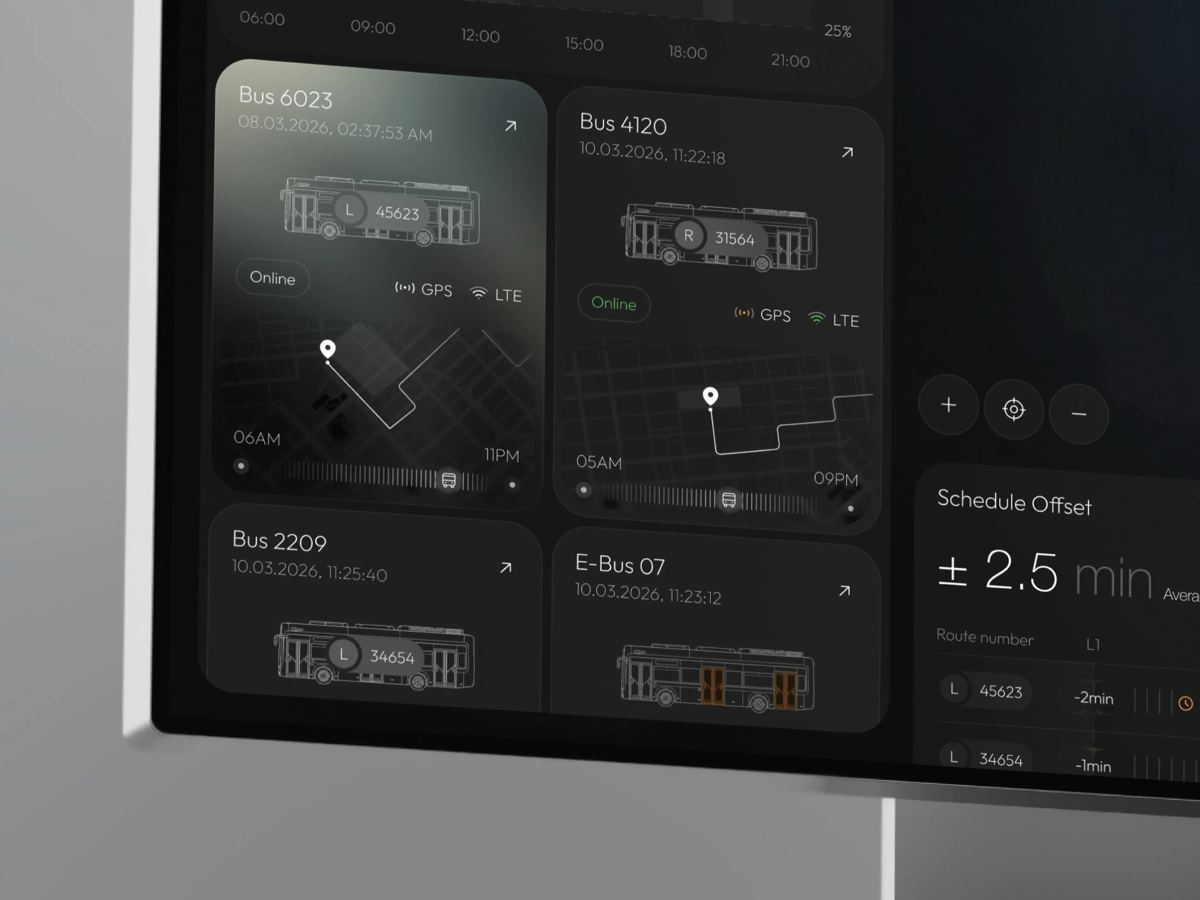 25%
06:00 09:00 12:00 15:00 18:00 21:00
Bus 6023
08.03.2026, 02:37:53 AM
L 45623
Online
GPS LTE
06AM
11PM
Bus 4120
10.03.2026, 11:22:18
R 31564
Online
GPS LTE
05AM
09PM
Bus 2209
10.03.2026, 11:25:40
L 34654
E-Bus 07
10.03.2026, 11:23:12
Schedule Offset
± 2.5 min Avera
Route number L1
L 45623 -2min
L 34654 -1min